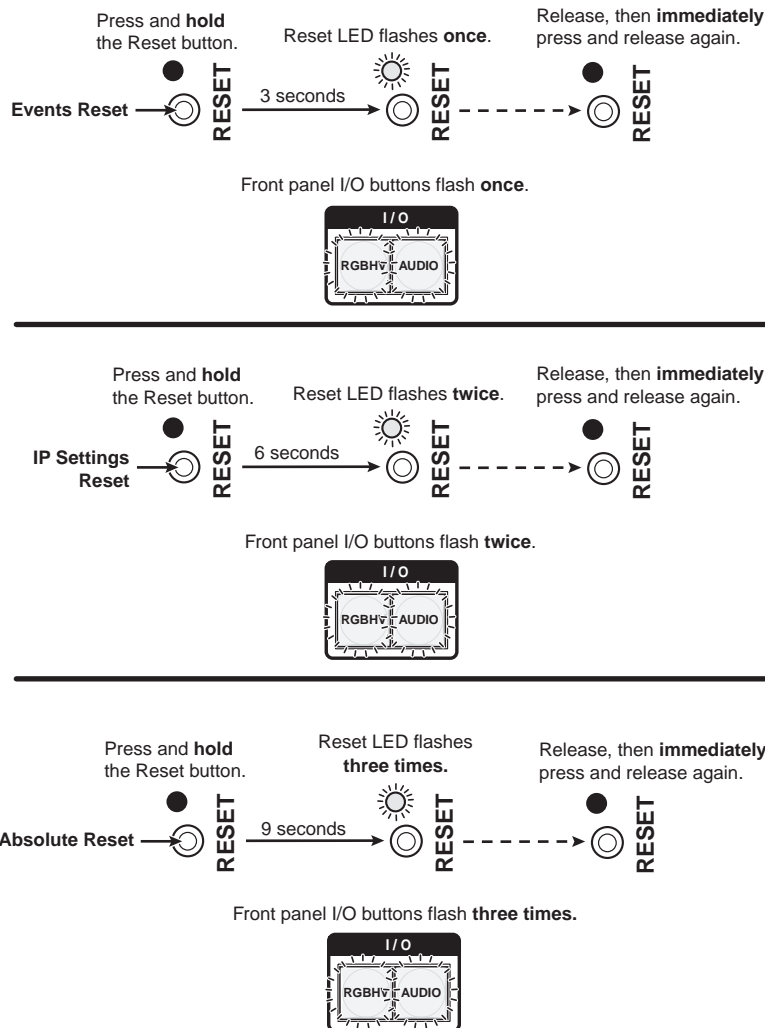 Press and hold
the Reset button.
Reset LED flashes once.
Release, then immediately
press and release again.
Events Reset
RESET
3 seconds
RESET
RESET
Front panel I/O buttons flash once.
I / O
RGBHV
AUDIO
Press and hold
the Reset button.
Reset LED flashes twice.
Release, then immediately
press and release again.
IP Settings
Reset
RESET
6 seconds
RESET
RESET
Front panel I/O buttons flash twice.
I / O
RGBHV
AUDIO
Press and hold
the Reset button.
Reset LED flashes
three times.
Release, then immediately
press and release again.
Absolute Reset
RESET
9 seconds
RESET
RESET
Front panel I/O buttons flash three times.
I / O
RGBHV
AUDIO